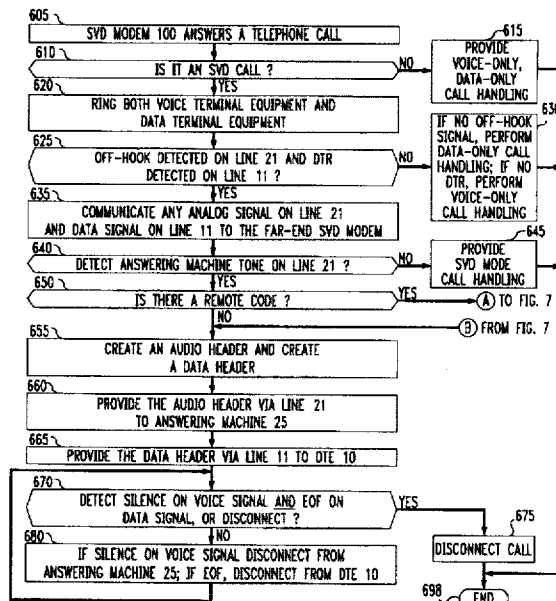 605
SVD MODEM 100 ANSWERS A TELEPHONE CALL
610
IS IT AN SVD CALL ?
NO
615
PROVIDE
VOICE-ONLY,
DATA-ONLY
CALL HANDLING
620
YES
RING BOTH VOICE TERMINAL EQUIPMENT AND
DATA TERMINAL EQUIPMENT
625
OFF-HOOK DETECTED ON LINE 21 AND DTR
DETECTED ON LINE 11 ?
NO
IF NO OFF-HOOK
SIGNAL, PERFORM
DATA-ONLY CALL
HANDLING; IF NO
DTR, PERFORM
VOICE-ONLY
CALL HANDLING
635
YES
COMMUNICATE ANY ANALOG SIGNAL ON LINE 21
AND DATA SIGNAL ON LINE 11 TO THE FAR-END SVD MODEM
640
DETECT ANSWERING MACHINE TONE ON LINE 21 ?
NO
645
PROVIDE
SVD MODE
CALL HANDLING
650
YES
IS THERE A REMOTE CODE ?
YES
A TO FIG. 7
NO
B FROM FIG. 7
655
CREATE AN AUDIO HEADER AND CREATE
A DATA HEADER
660
PROVIDE THE AUDIO HEADER VIA LINE 21
TO ANSWERING MACHINE 25
665
PROVIDE THE DATA HEADER VIA LINE 11 TO DTE 10
670
DETECT SILENCE ON VOICE SIGNAL AND EOF ON
DATA SIGNAL, OR DISCONNECT ?
YES
675
DISCONNECT CALL
680
NO
IF SILENCE ON VOICE SIGNAL DISCONNECT FROM
ANSWERING MACHINE 25; IF EOF, DISCONNECT FROM DTE 10
698
END